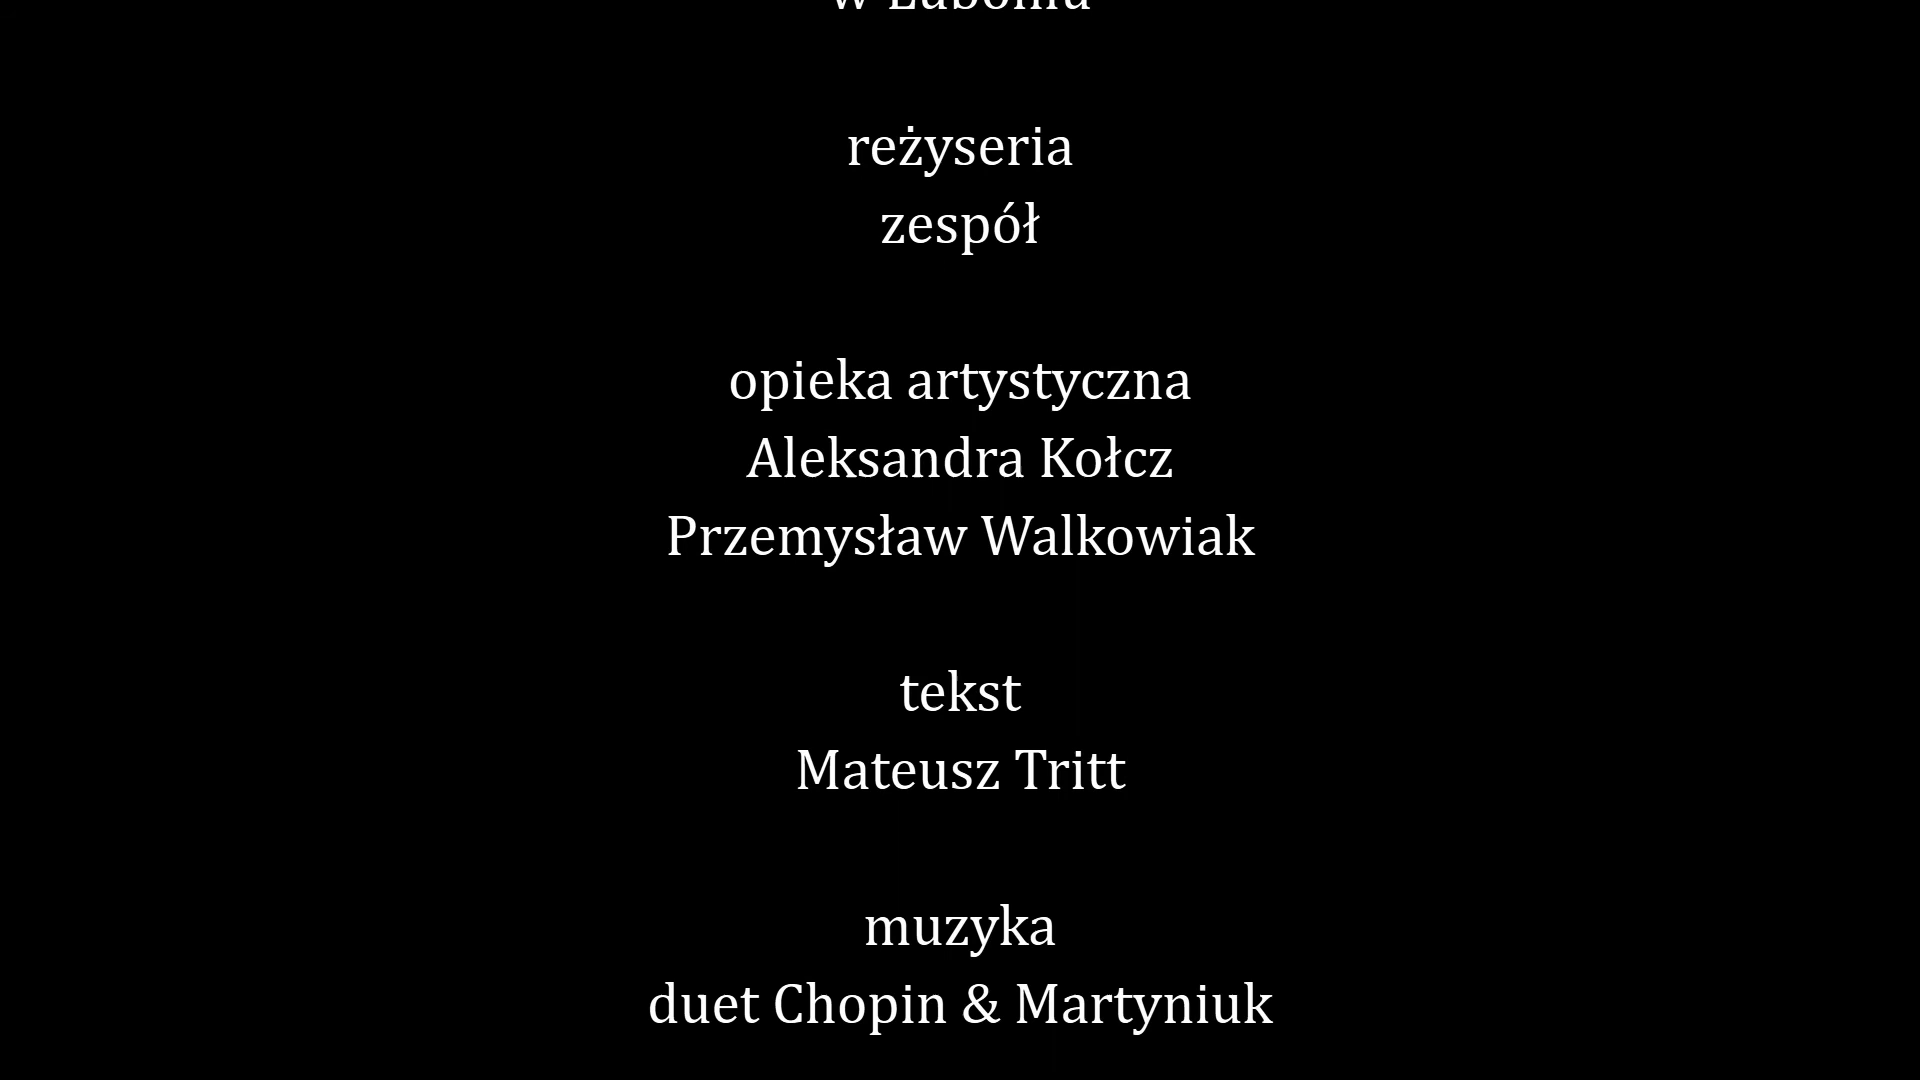 reżyseria
zespół
opieka artystyczna
Aleksandra Kołcz
Przemysław Walkowiak
tekst
Mateusz Tritt
muzyka
duet Chopin & Martyniuk